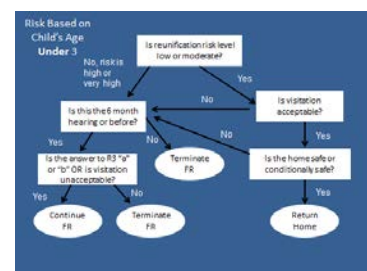 Risk Based on
Child's Age
Under 3
Is reunification risk level
low or moderate?
No, risk is
high or
very high
Yes
Is this the 6 month
hearing or before?
No
Is visitation
acceptable?
No
No
Yes
Is the answer to R3 "a"
or "b" OR is visitation
unacceptable?
Terminate
FR
Is the home safe or
conditionally safe?
Yes
No
Yes
Continue
FR
Terminate
FR
Return
Home